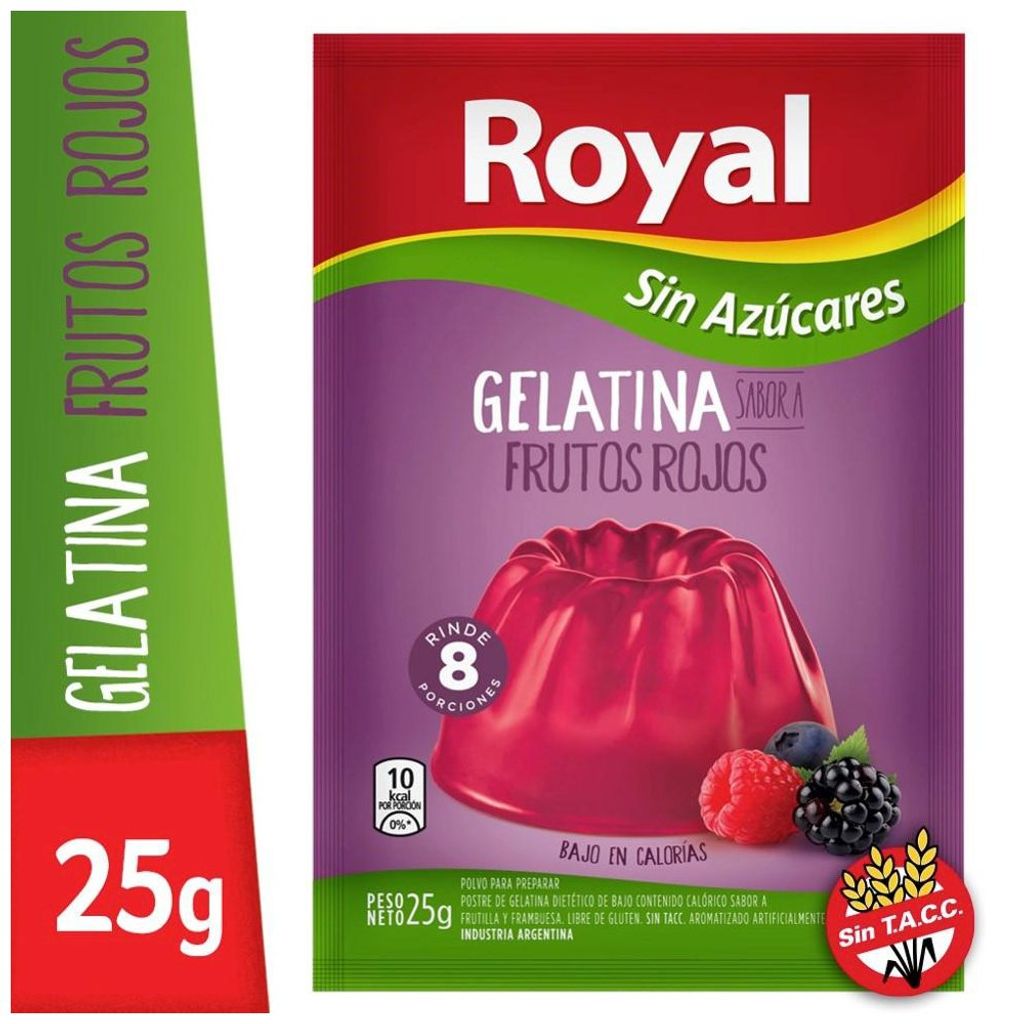 GELATINA FRUTOS ROJOS
25g
Royal
Sin Azúcares
GELATINA SABOR A
FRUTOS ROJOS
RINDE
8
PORCIONES
10
kcal
POR PORCIÓN
0%*
BAJO EN CALORÍAS
PESO
NETO 25g
POLVO PARA PREPARAR
POSTRE DE GELATINA DIETÉTICO DE BAJO CONTENIDO CALÓRICO SABOR A
FRUTILLA Y FRAMBUESA. LIBRE DE GLUTEN. SIN TACC. AROMATIZADO ARTIFICIALMENTE
INDUSTRIA ARGENTINA
Sin T.A.C.C.